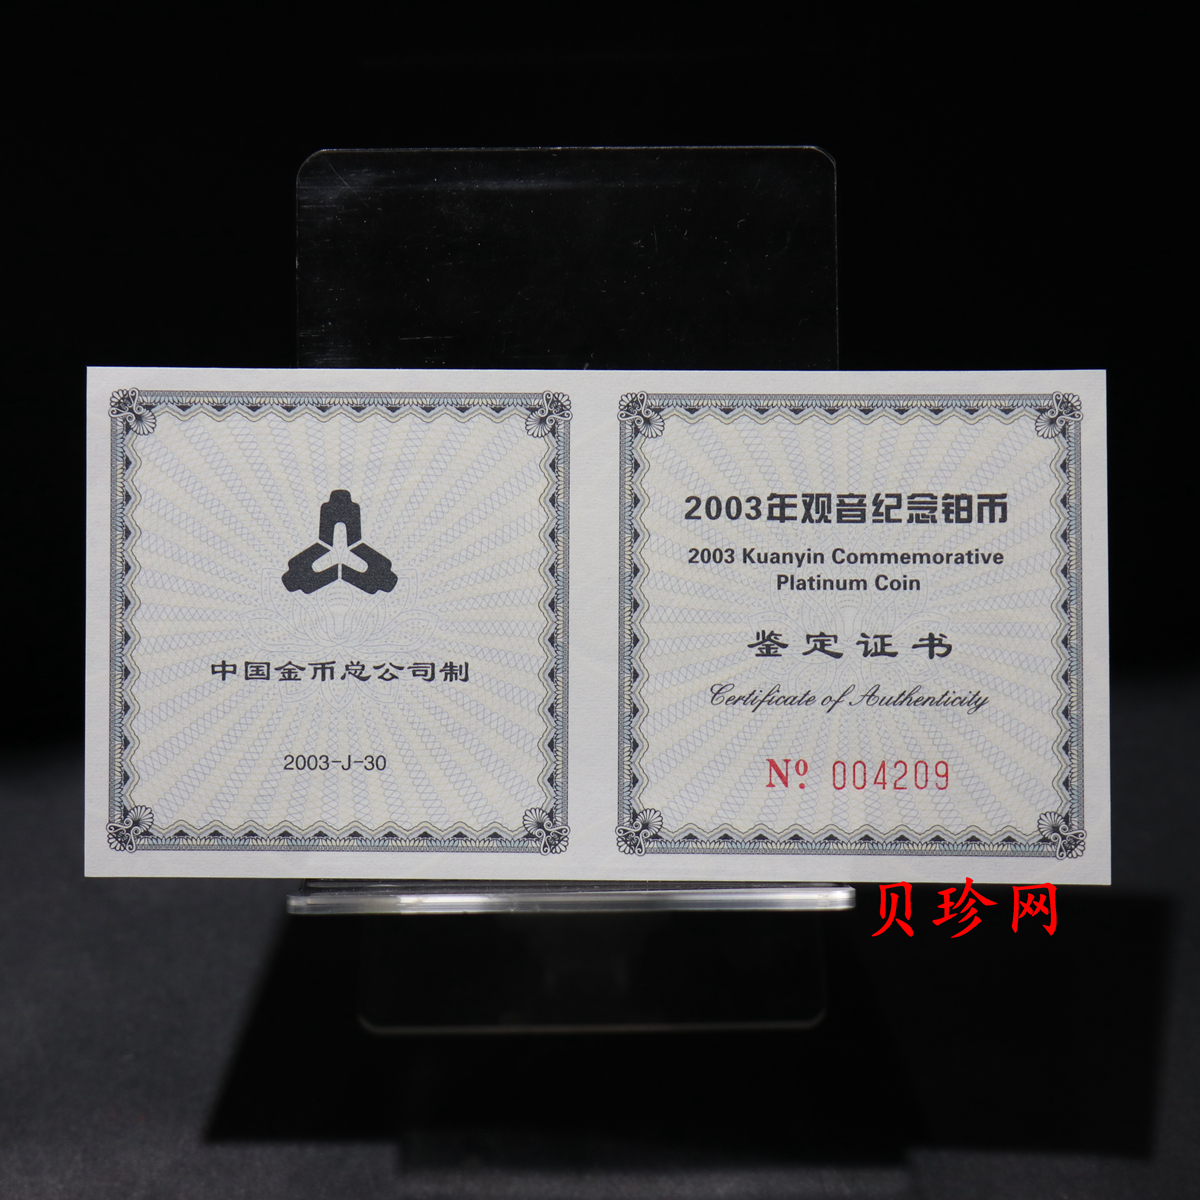 中国金币总公司制
2003-J-30
2003年观音纪念铂币
2003 Kuanyin Commemorative
Platinum Coin
鉴定证书
Certificate of Authenticity
Nº 004209
贝珍网